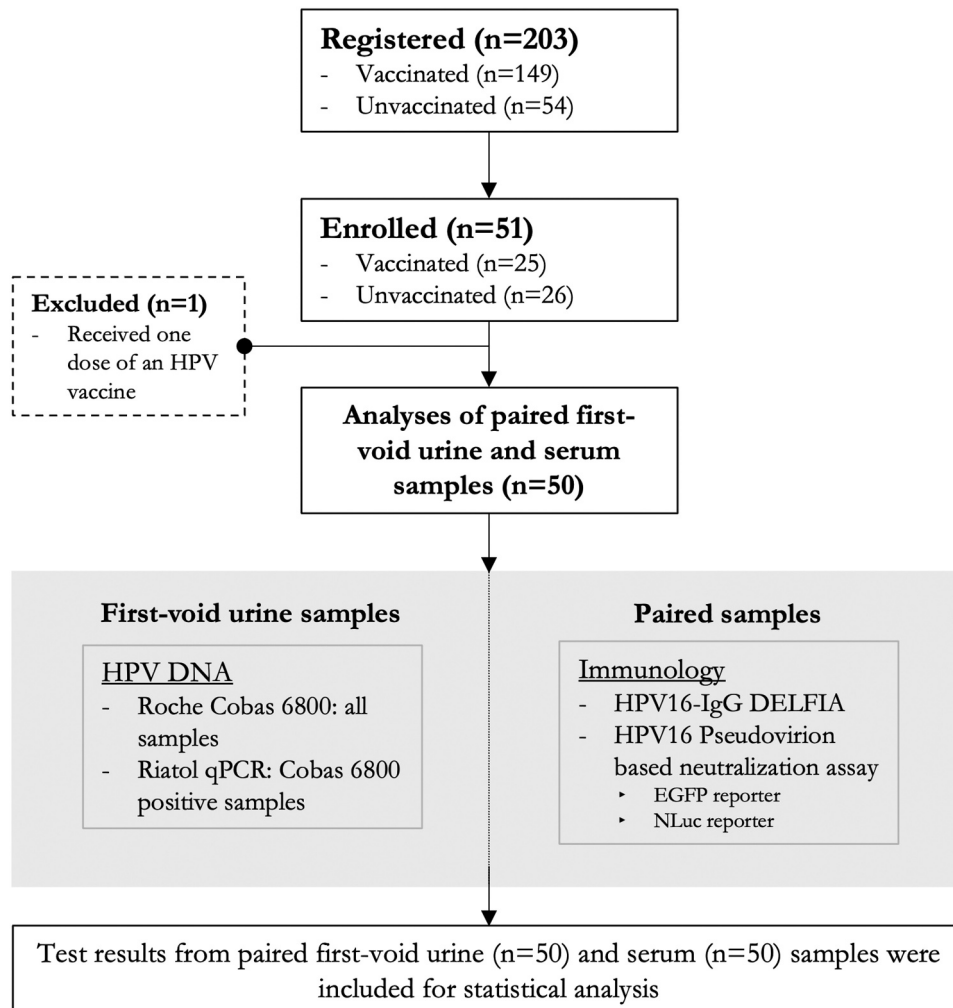 Registered (n=203)
- Vaccinated (n=149)
- Unvaccinated (n=54)
Enrolled (n=51)
- Vaccinated (n=25)
- Unvaccinated (n=26)
Excluded (n=1)
- Received one
dose of an HPV
vaccine
Analyses of paired first-
void urine and serum
samples (n=50)
First-void urine samples
HPV DNA
- Roche Cobas 6800: all
samples
- Riatol qPCR: Cobas 6800
positive samples
Paired samples
Immunology
- HPV16-IgG DELFIA
- HPV16 Pseudovirion
based neutralization assay
‣ EGFP reporter
‣ NLuc reporter
Test results from paired first-void urine (n=50) and serum (n=50) samples were
included for statistical analysis